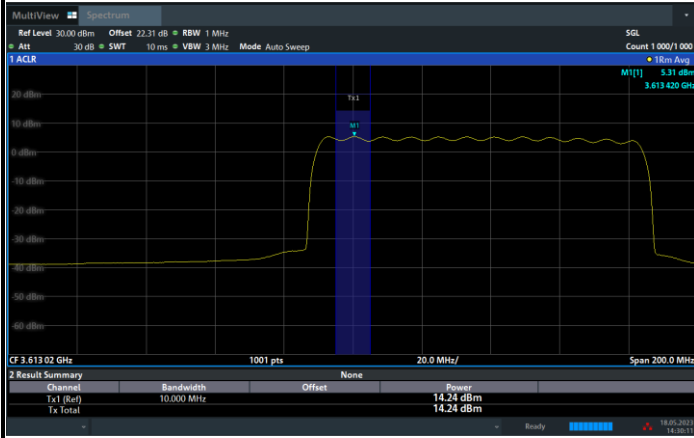 MultiView Spectrum
Ref Level 30.00 dBm Offset 22.31 dB RBW 1 MHz SGL
Att 30 dB SWT 10 ms VBW 3 MHz Mode Auto Sweep Count 1 000/1 000
1 ACLR 1Rm Avg
M1[1] 5.31 dBm
3.613 420 GHz
20 dBm
Tx1
10 dBm
M1
0 dBm
-10 dBm
-20 dBm
-30 dBm
-40 dBm
-50 dBm
-60 dBm
CF 3.613 02 GHz 1001 pts 20.0 MHz/ Span 200.0 MHz
2 Result Summary None
Channel Bandwidth Offset Power
Tx1 (Ref) 10.000 MHz 14.24 dBm
Tx Total 14.24 dBm
Ready 18.05.2023
14:30:11